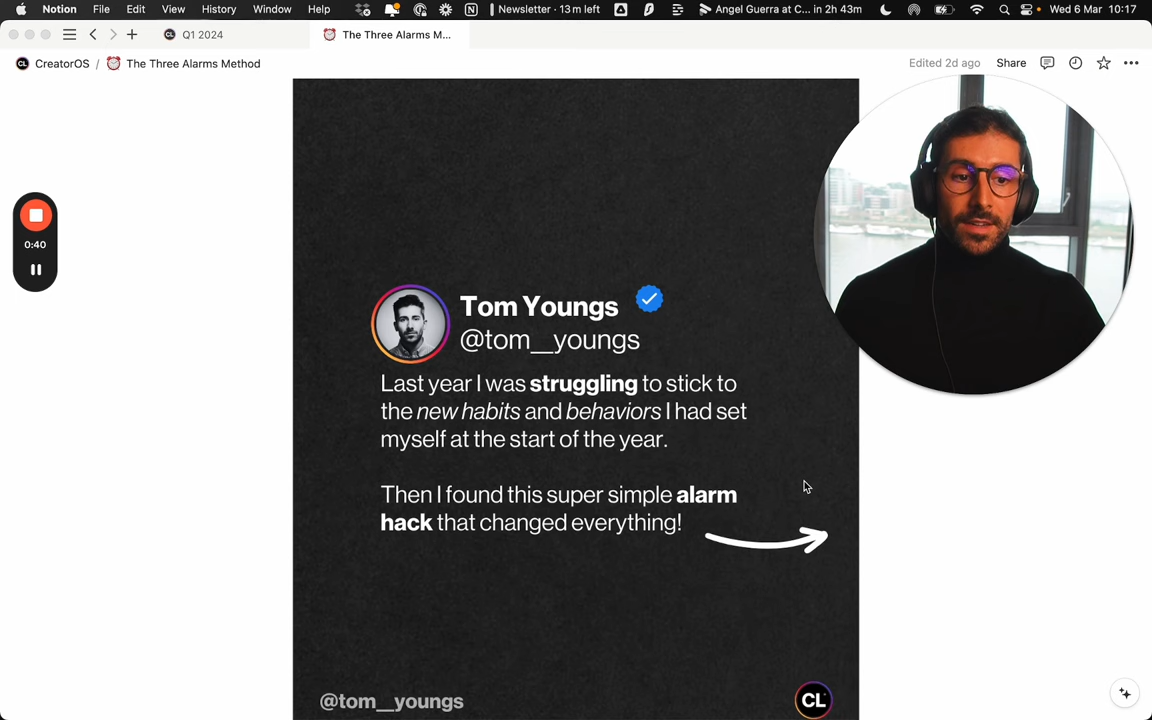 Notion File Edit View History Window Help Newsletter · 13 m left Angel Guerra at C... in 2h 43m Wed 6 Mar 10:17
CL Q1 2024 The Three Alarms M...
CL CreatorOS / The Three Alarms Method Edited 2d ago Share
0:40
Tom Youngs
@tom__youngs
Last year I was struggling to stick to
the new habits and behaviors I had set
myself at the start of the year.
Then I found this super simple alarm
hack that changed everything!
@tom__youngs CL